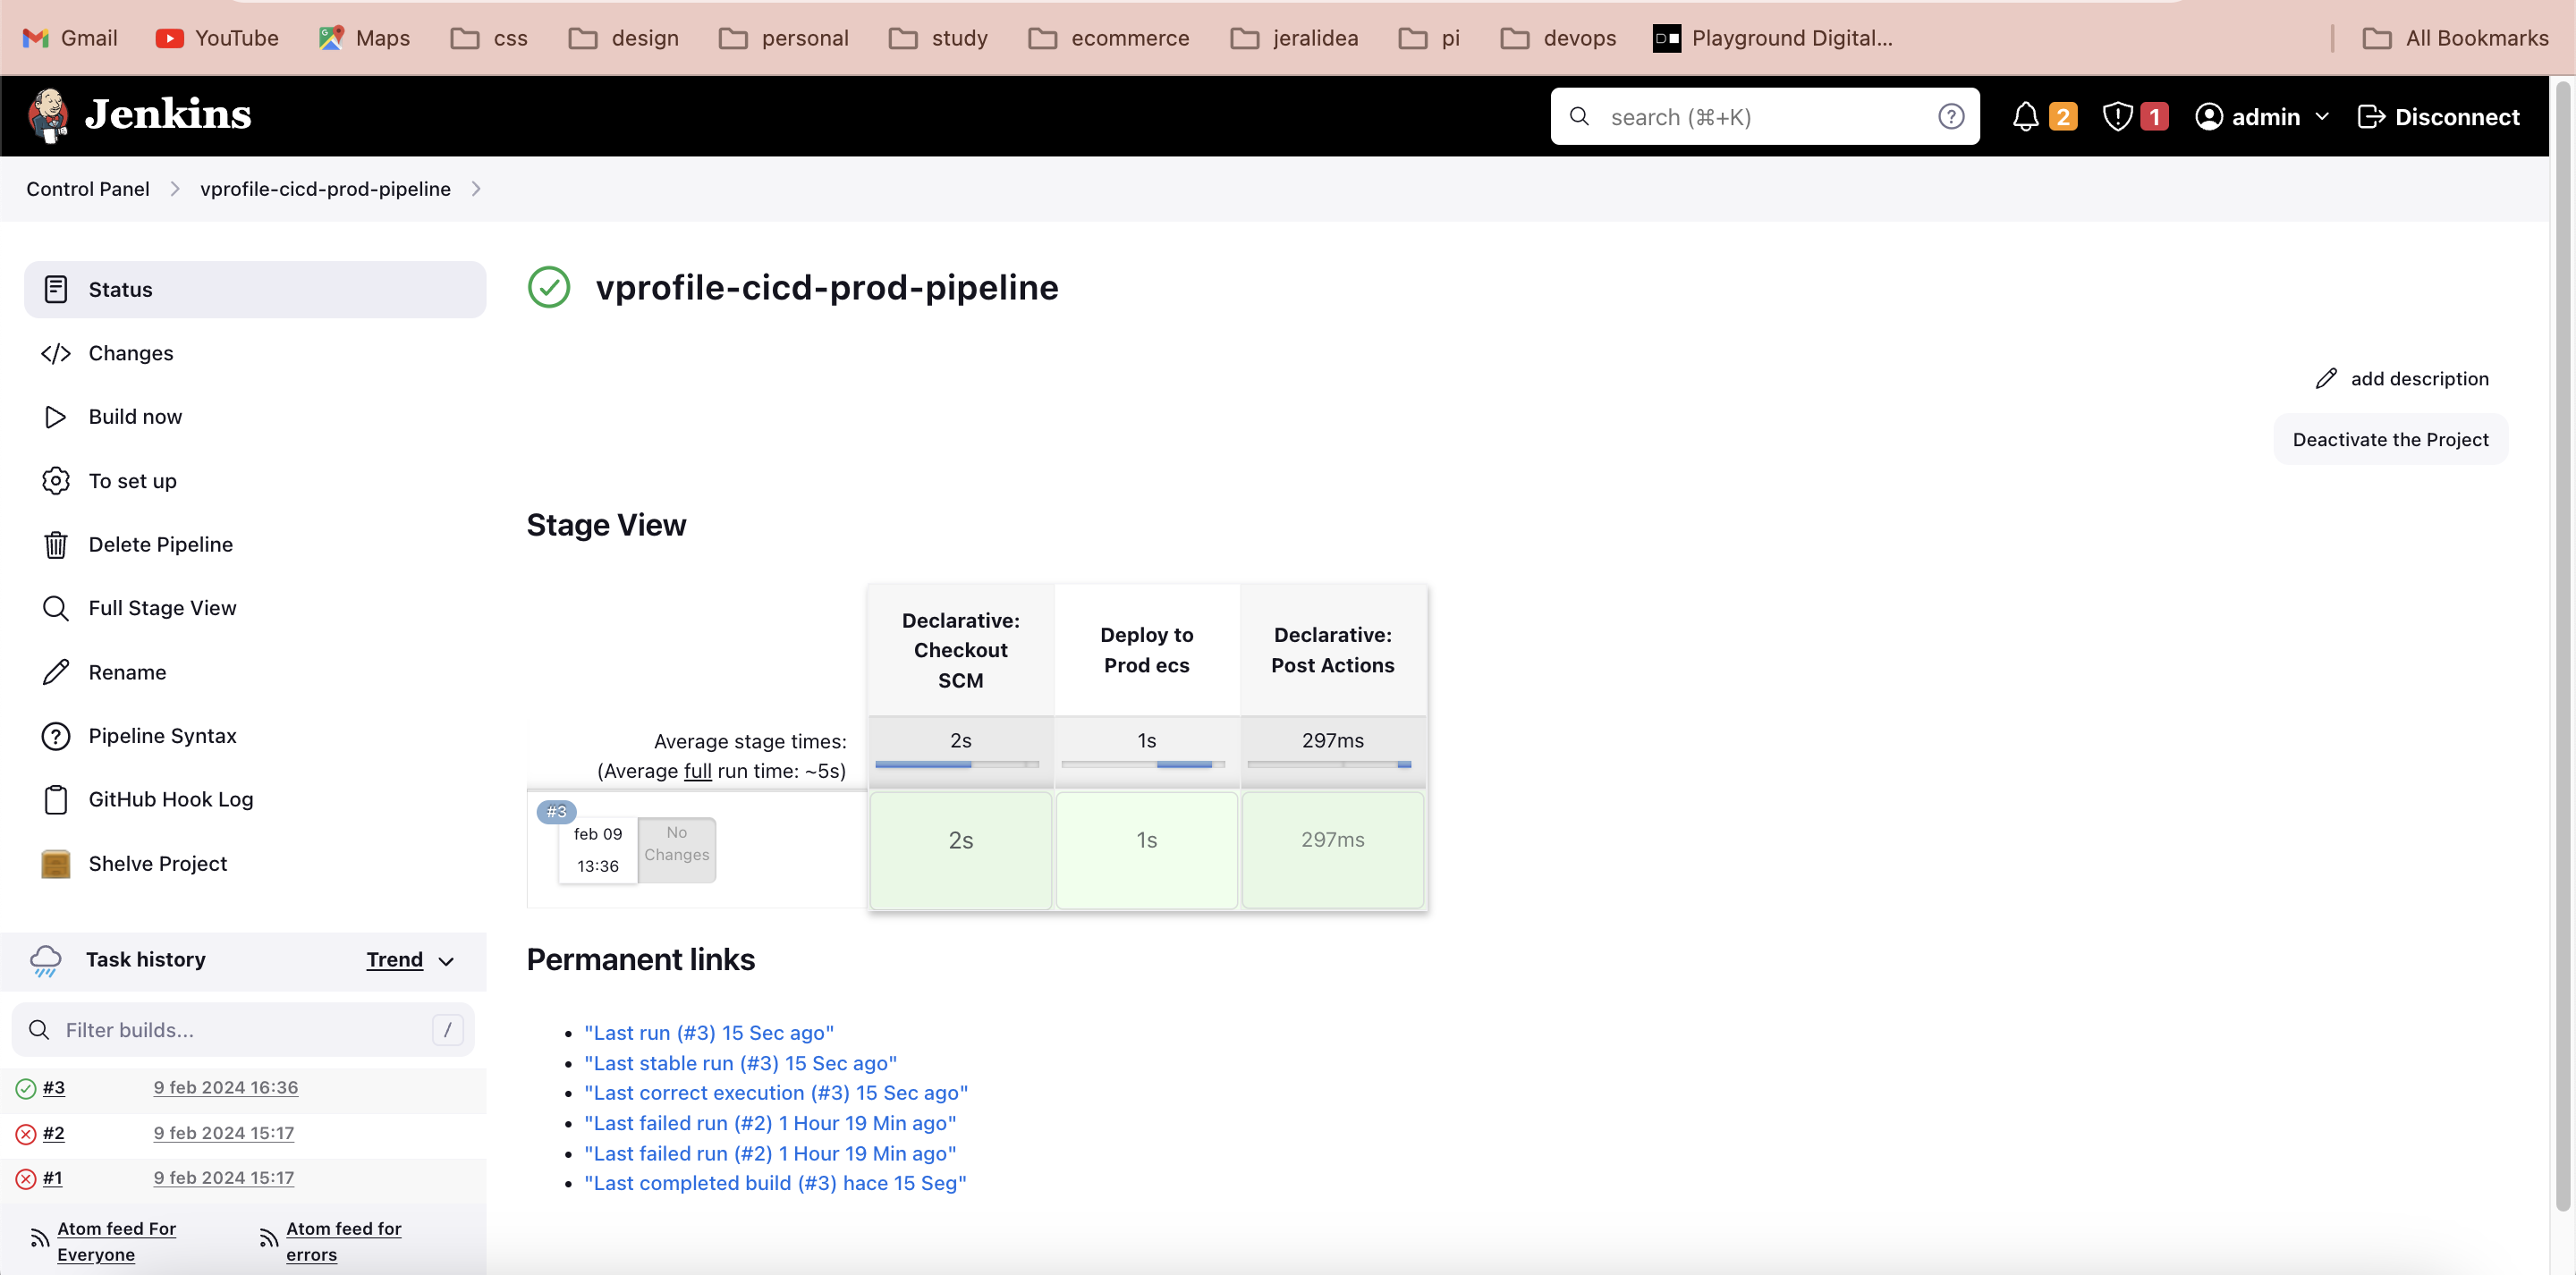 Gmail YouTube Maps css design personal study ecommerce jeralidea pi devops Playground Digital... All Bookmarks
Jenkins search (⌘+K) 2 1 admin Disconnect
Control Panel vprofile-cicd-prod-pipeline
Status
Changes
Build now
To set up
Delete Pipeline
Full Stage View
Rename
Pipeline Syntax
GitHub Hook Log
Shelve Project
Task history Trend
Filter builds... /
#3 9 feb 2024 16:36
#2 9 feb 2024 15:17
#1 9 feb 2024 15:17
Atom feed For
Everyone
Atom feed for
errors
vprofile-cicd-prod-pipeline
add description
Deactivate the Project
Stage View
Declarative:
Checkout
SCM
Deploy to
Prod ecs
Declarative:
Post Actions
Average stage times:
(Average full run time: ~5s)
2s 1s 297ms
#3
feb 09
13:36
No
Changes
2s 1s 297ms
Permanent links
"Last run (#3) 15 Sec ago"
"Last stable run (#3) 15 Sec ago"
"Last correct execution (#3) 15 Sec ago"
"Last failed run (#2) 1 Hour 19 Min ago"
"Last failed run (#2) 1 Hour 19 Min ago"
"Last completed build (#3) hace 15 Seg"